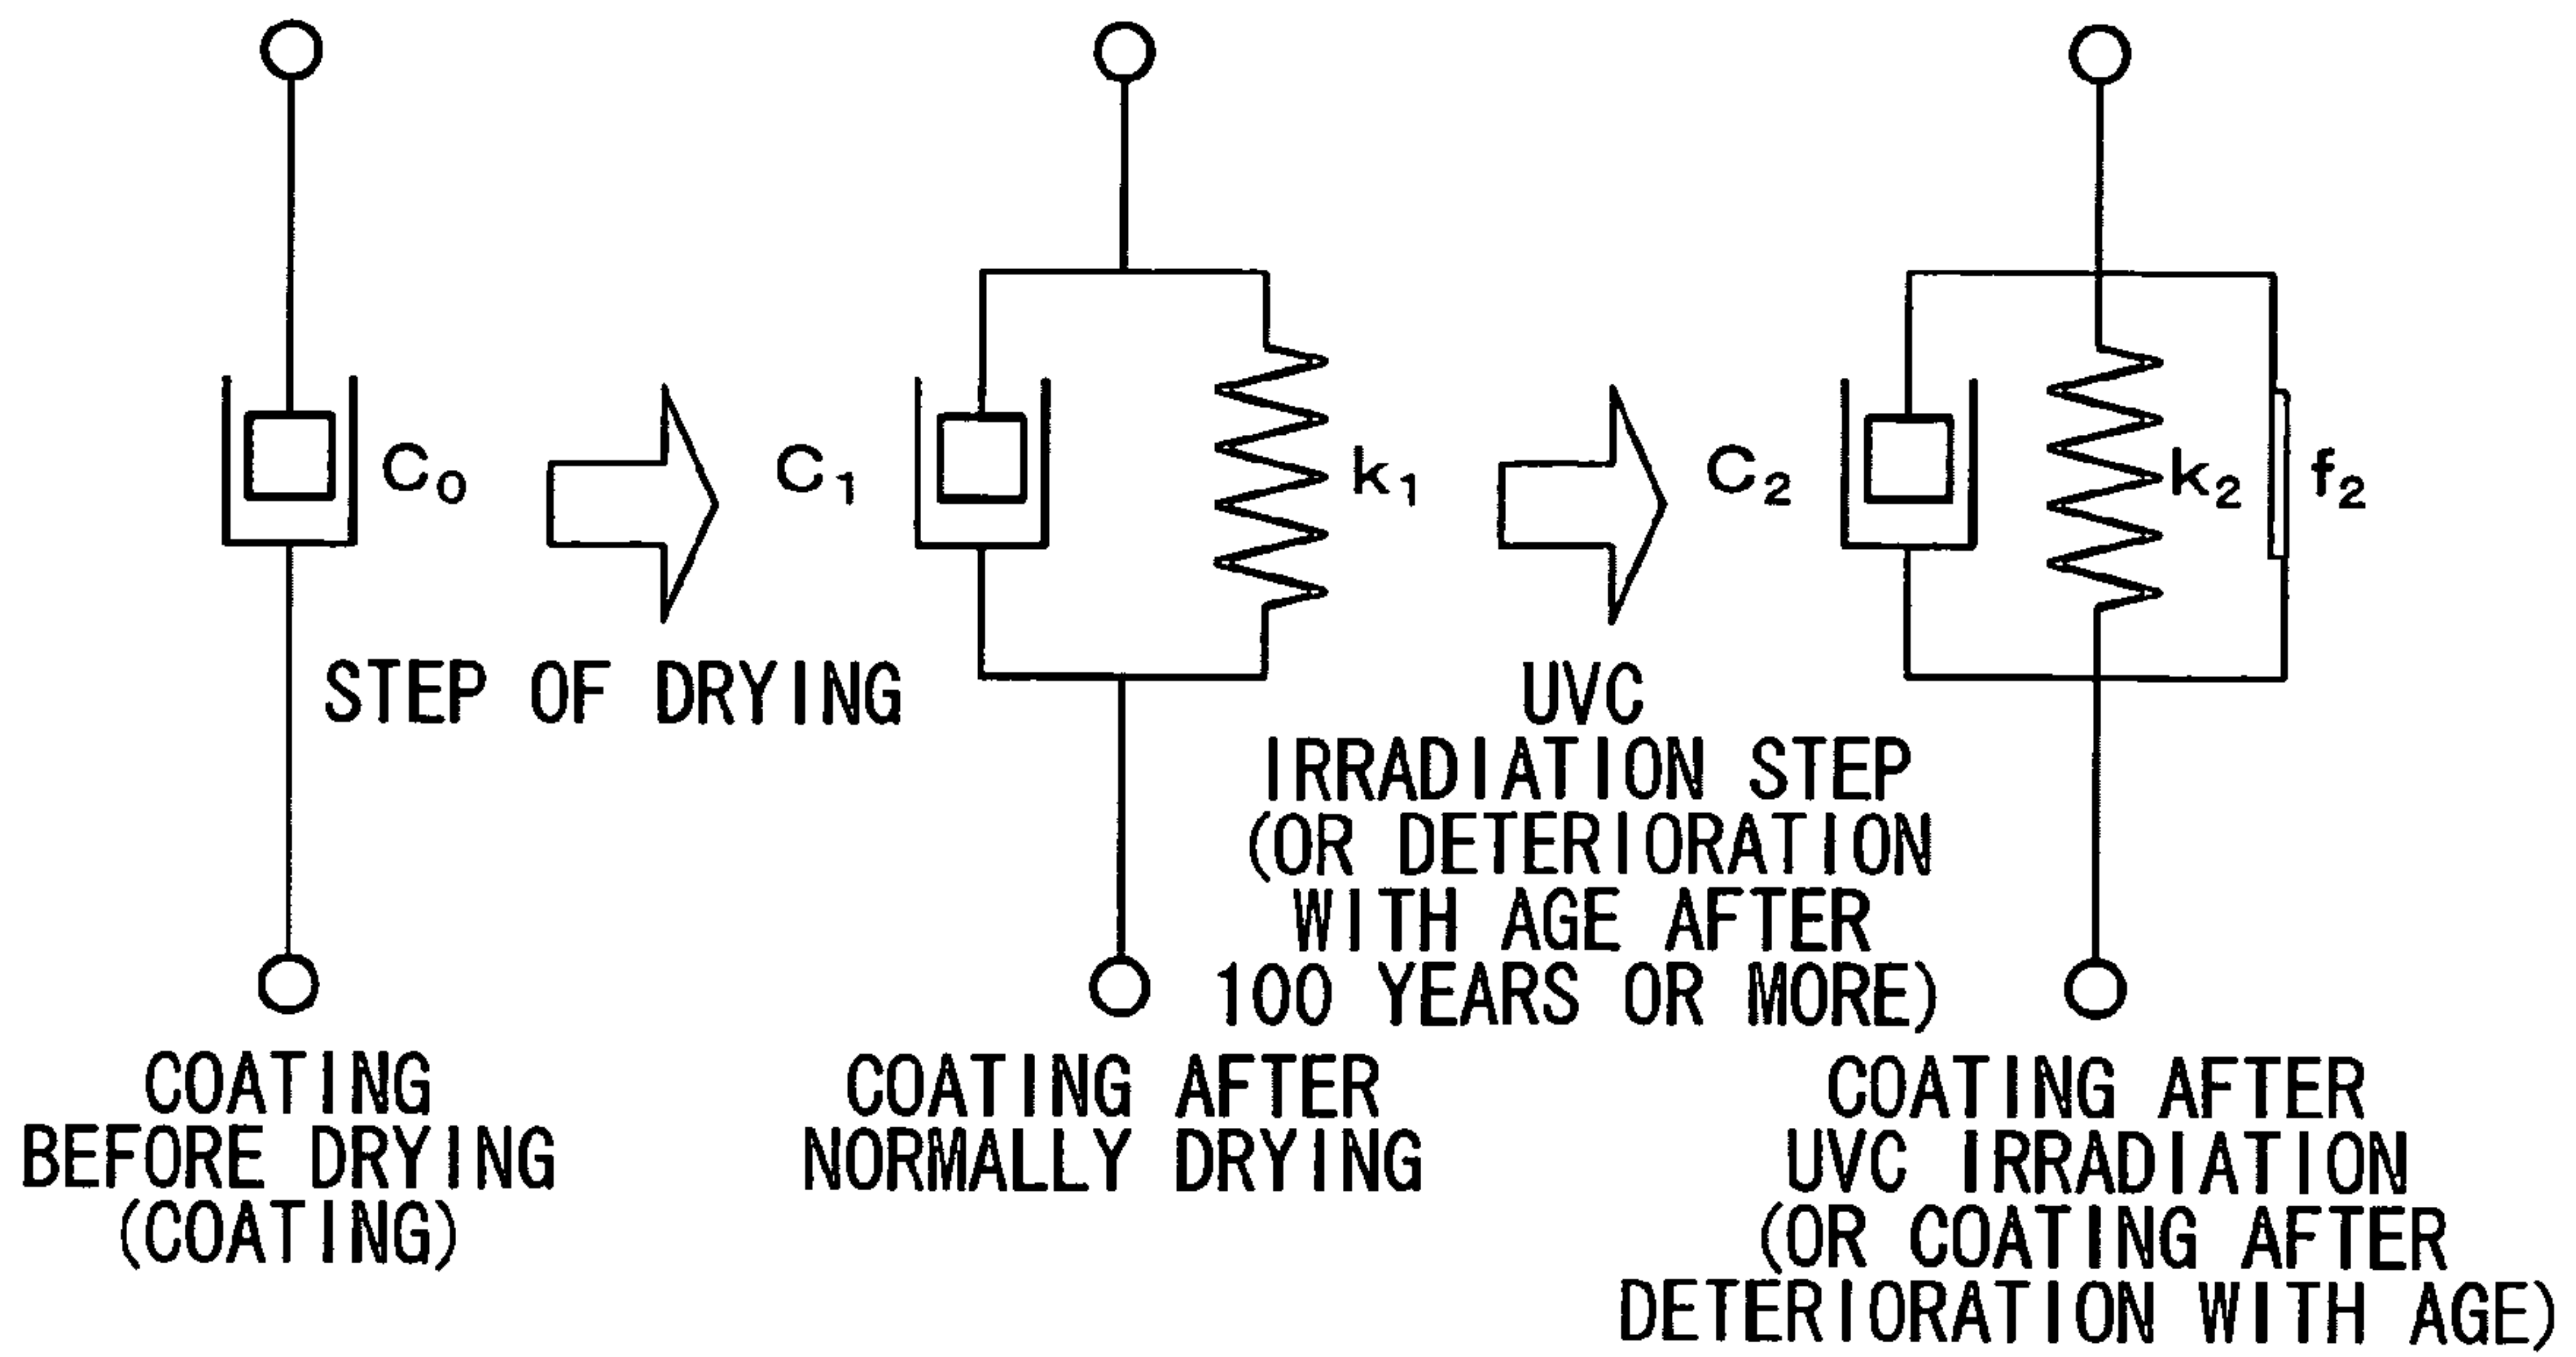 C₀
C₁
k₁
C₂
k₂
f₂
STEP OF DRYING
UVC
IRRADIATION STEP
(OR DETERIORATION
WITH AGE AFTER
100 YEARS OR MORE)
COATING
BEFORE DRYING
(COATING)
COATING AFTER
NORMALLY DRYING
COATING AFTER
UVC IRRADIATION
(OR COATING AFTER
DETERIORATION WITH AGE)